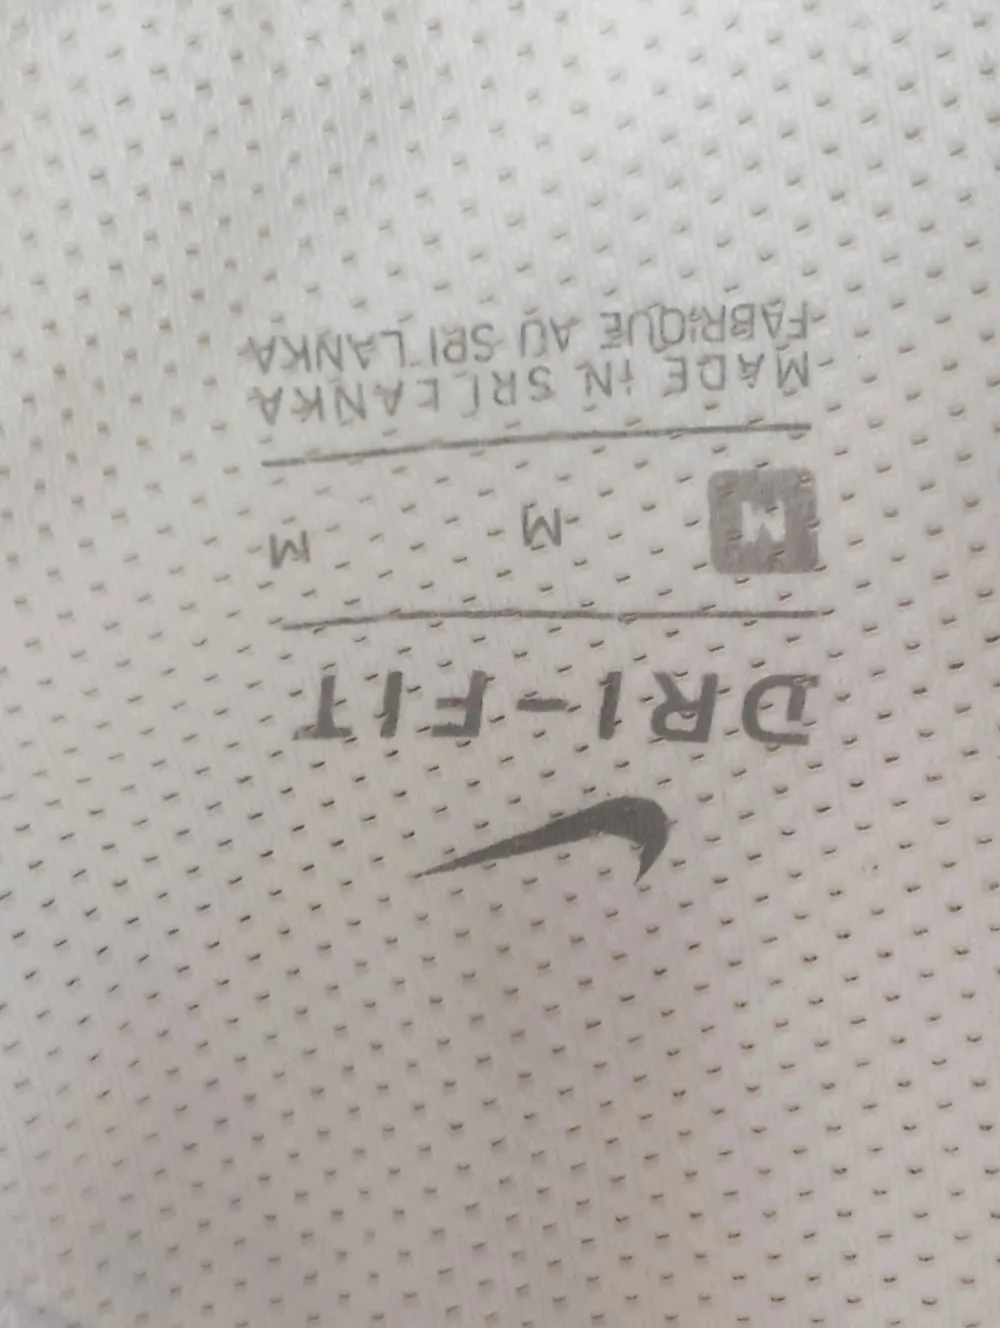 DRI-FIT
M M M
MADE IN SRI LANKA
FABRIQUÉ AU SRI LANKA